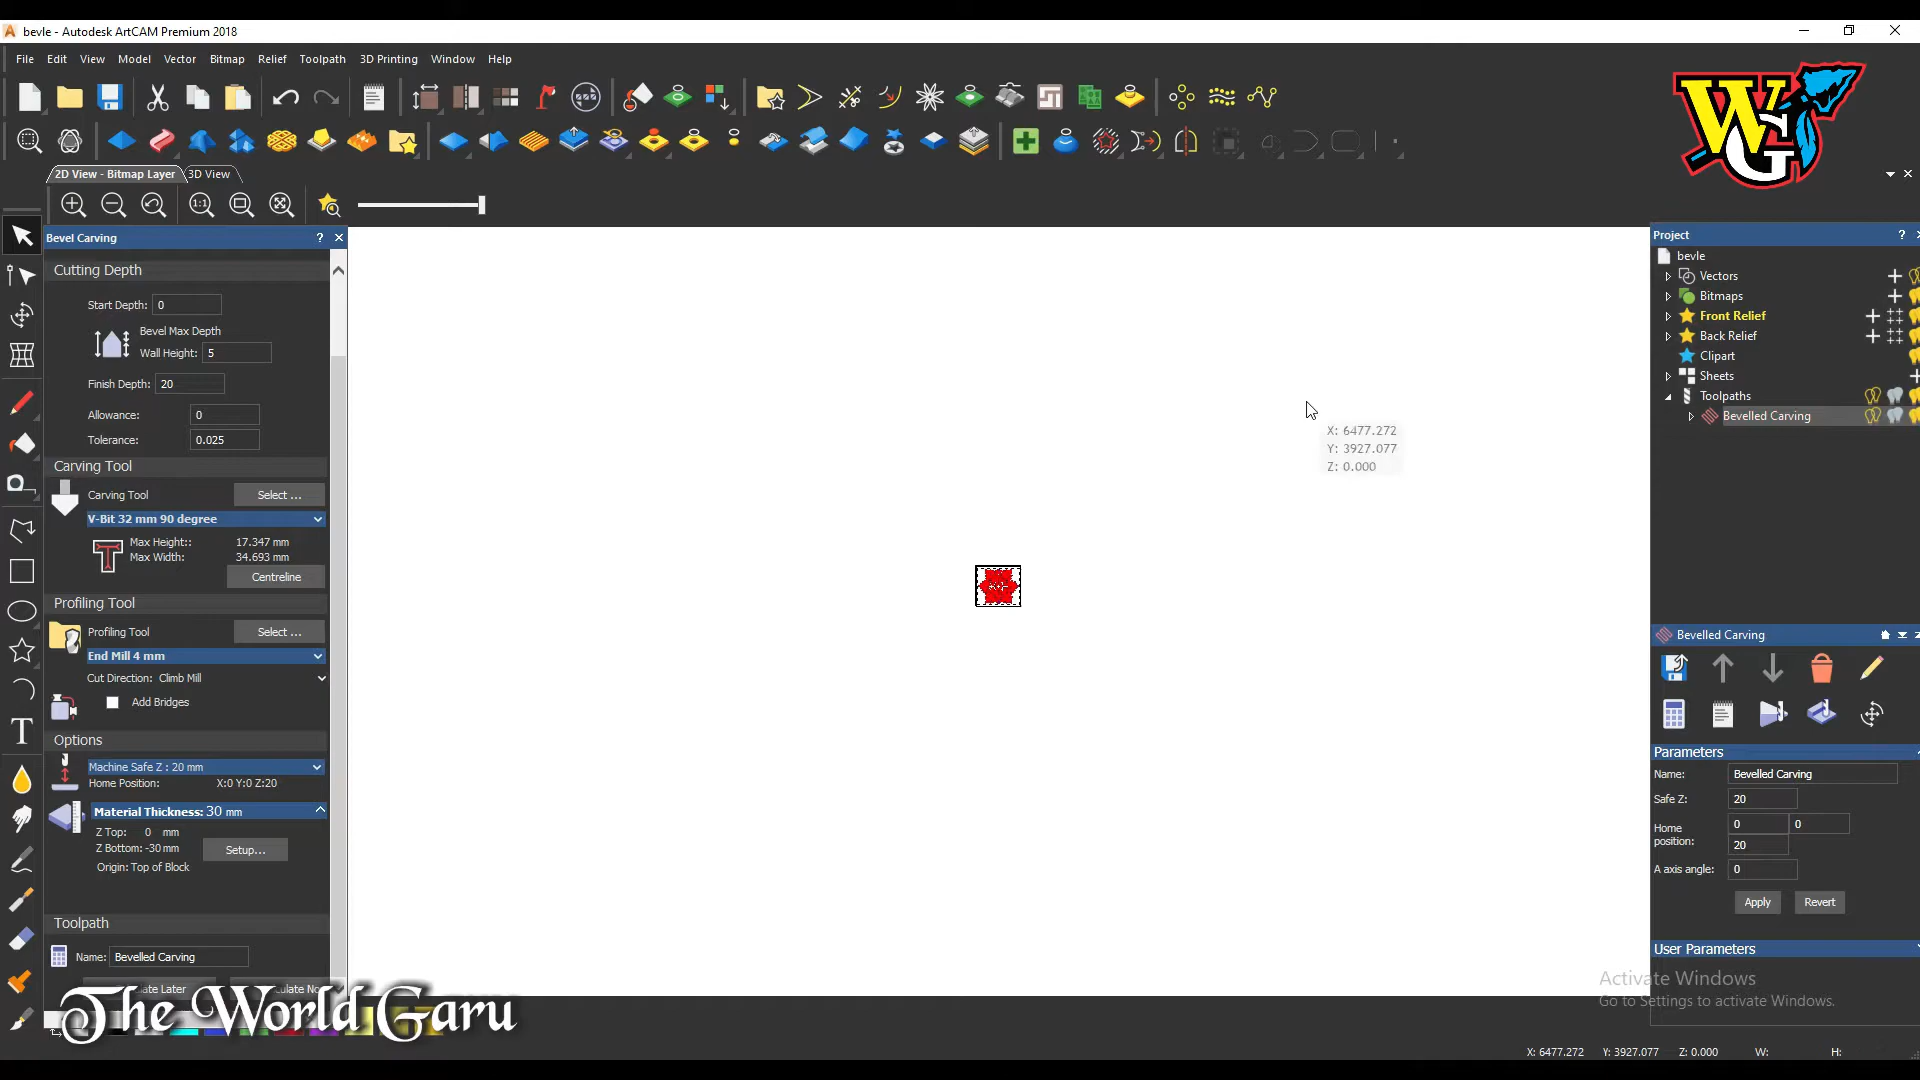 bevle - Autodesk ArtCAM Premium 2018
File Edit View Model Vector Bitmap Relief Toolpath 3D Printing Window Help
WSG
2D View - Bitmap Layer 3D View
1:1
Bevel Carving ?
Cutting Depth
Start Depth: 0
Bevel Max Depth
Wall Height: 5
Finish Depth: 20
Allowance: 0
Tolerance: 0.025
Carving Tool
Carving Tool Select ...
V-Bit 32 mm 90 degree
Max Height:: 17.347 mm
Max Width: 34.693 mm
Centreline
Profiling Tool
Profiling Tool Select ...
End Mill 4 mm
Cut Direction: Climb Mill
Add Bridges
Options
Machine Safe Z : 20 mm
Home Position: X:0 Y:0 Z:20
Material Thickness: 30 mm
Z Top: 0 mm
Z Bottom: -30 mm
Setup...
Origin: Top of Block
Toolpath
Name: Bevelled Carving
Later
The World Garu
X: 6477.272
Y: 3927.077
Z: 0.000
Project ?
bevle
Vectors
Bitmaps
Front Relief
Back Relief
Clipart
Sheets
Toolpaths
Bevelled Carving
Bevelled Carving
Parameters
Name: Bevelled Carving
Safe Z: 20
Home position: 0 0
20
A axis angle: 0
Apply Revert
User Parameters
Activate Windows
Go to Settings to activate Windows.
X: 6477.272 Y: 3927.077 Z: 0.000 W: H: